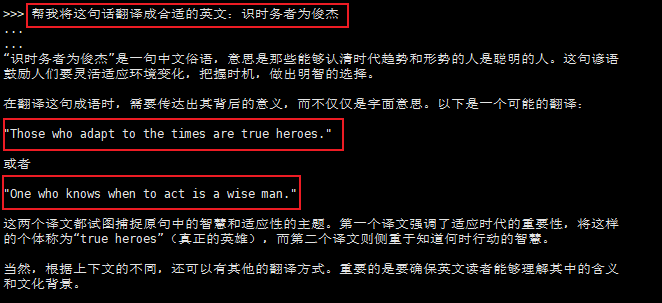 >>> 帮我将这句话翻译成合适的英文：识时务者为俊杰
...
...
“识时务者为俊杰”是一句中文俗语，意思是那些能够认清时代趋势和形势的人是聪明的人。这句谚语
鼓励人们要灵活适应环境变化，把握时机，做出明智的选择。
在翻译这句成语时，需要传达出其背后的意义，而不仅仅是字面意思。以下是一个可能的翻译：
"Those who adapt to the times are true heroes."
或者
"One who knows when to act is a wise man."
这两个译文都试图捕捉原句中的智慧和适应性的主题。第一个译文强调了适应时代的重要性，将这样
的个体称为“true heroes”（真正的英雄），而第二个译文则侧重于知道何时行动的智慧。
当然，根据上下文的不同，还可以有其他的翻译方式。重要的是要确保英文读者能够理解其中的含义
和文化背景。